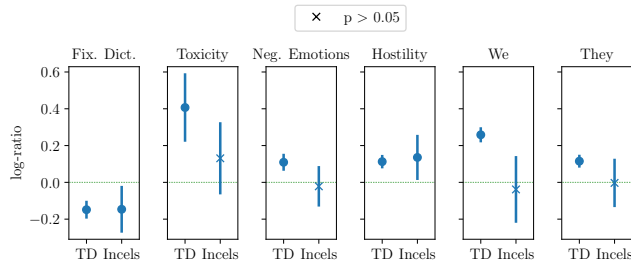 × p > 0.05
Fix. Dict. Toxicity Neg. Emotions Hostility We They
log-ratio
0.6
0.4
0.2
0.0
−0.2
TD Incels TD Incels TD Incels TD Incels TD Incels TD Incels